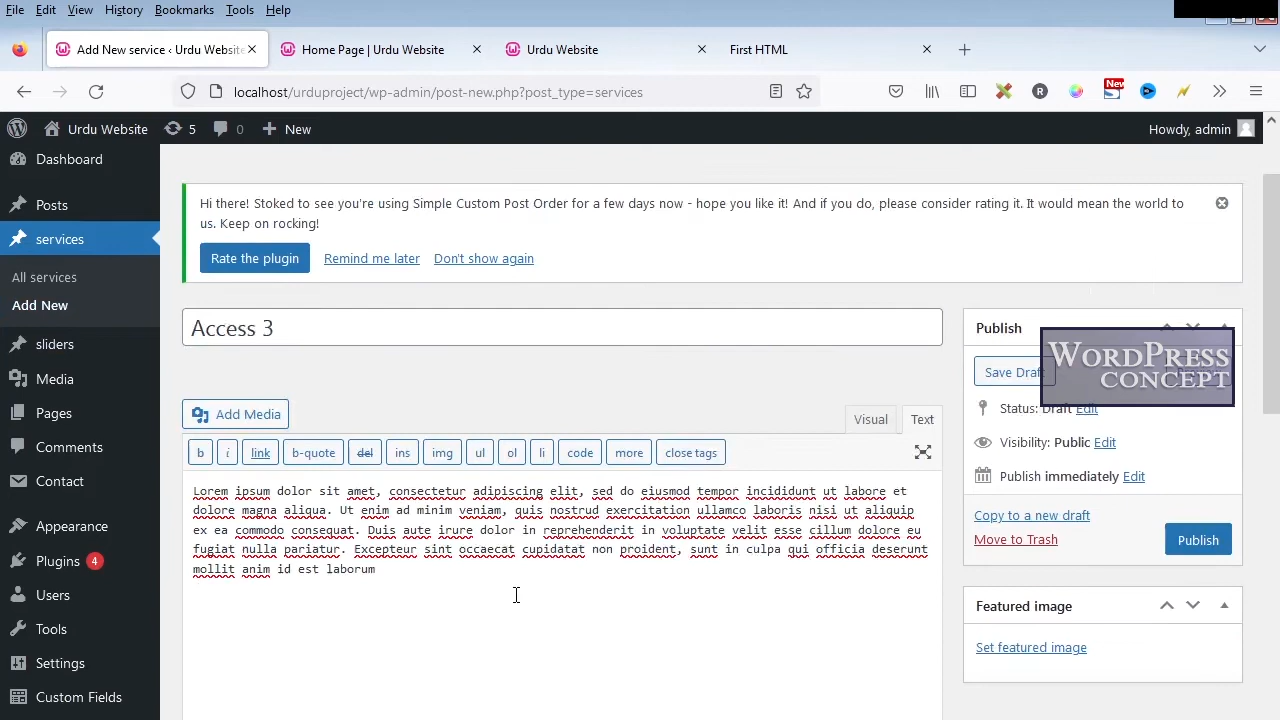 File Edit View History Bookmarks Tools Help
Add New service ‹ Urdu Website
Home Page | Urdu Website
Urdu Website
First HTML
localhost/urduproject/wp-admin/post-new.php?post_type=services
New
Urdu Website 5 0 New
Howdy, admin
Dashboard
Posts
services
All services
Add New
sliders
Media
Pages
Comments
Contact
Appearance
Plugins 4
Users
Tools
Settings
Custom Fields
Hi there! Stoked to see you're using Simple Custom Post Order for a few days now - hope you like it! And if you do, please consider rating it. It would mean the world to
us. Keep on rocking!
Rate the plugin Remind me later Don't show again
Access 3
Add Media
Visual Text
b i link b-quote del ins img ul ol li code more close tags
Lorem ipsum dolor sit amet, consectetur adipiscing elit, sed do eiusmod tempor incididunt ut labore et
dolore magna aliqua. Ut enim ad minim veniam, quis nostrud exercitation ullamco laboris nisi ut aliquip
ex ea commodo consequat. Duis aute irure dolor in reprehenderit in voluptate velit esse cillum dolore eu
fugiat nulla pariatur. Excepteur sint occaecat cupidatat non proident, sunt in culpa qui officia deserunt
mollit anim id est laborum
Publish
WORDPRESS
CONCEPT
Save Draft
Status: Draft Edit
Visibility: Public Edit
Publish immediately Edit
Copy to a new draft
Move to Trash
Publish
Featured image
Set featured image